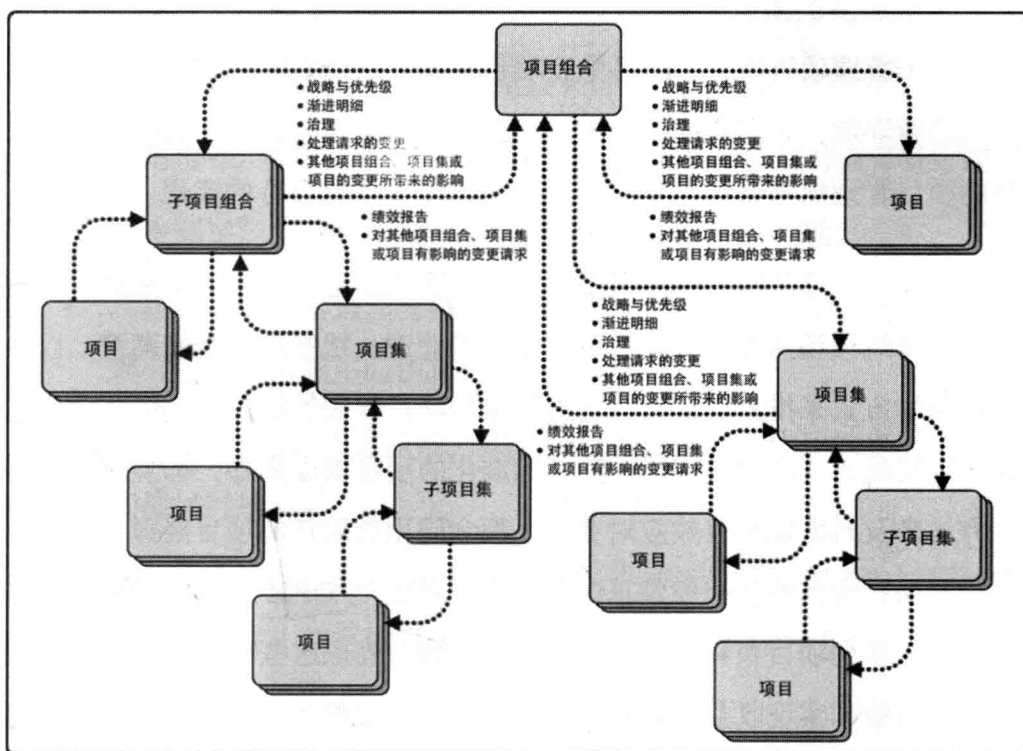 项目组合
• 战略与优先级
• 渐进明细
• 治理
• 处理请求的变更
• 其他项目组合、项目集或
项目的变更所带来的影响
• 战略与优先级
• 渐进明细
• 治理
• 处理请求的变更
• 其他项目组合、项目集或
项目的变更所带来的影响
子项目组合
项目
• 绩效报告
• 对其他项目组合、项目集
或项目有影响的变更请求
• 绩效报告
• 对其他项目组合、项目集
或项目有影响的变更请求
项目
项目集
• 战略与优先级
• 渐进明细
• 治理
• 处理请求的变更
• 其他项目组合、项目集或
项目的变更所带来的影响
项目集
• 绩效报告
• 对其他项目组合、项目集
或项目有影响的变更请求
项目
子项目集
项目
子项目集
项目
项目